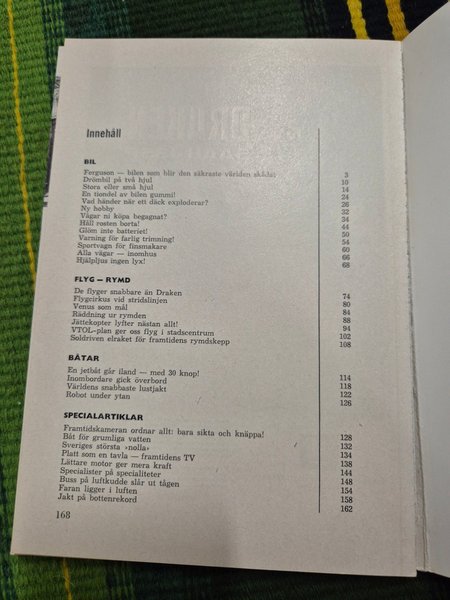 Innehåll
BIL
Ferguson — bilen som blir den säkraste världen skådat 3
Drömbil på två hjul 10
Stora eller små hjul 14
En tiondel av bilen gummi! 24
Vad händer när ett däck exploderar? 26
Ny hobby 32
Vågar ni köpa begagnat? 34
Håll rosten borta! 44
Glöm inte batteriet! 50
Varning för farlig trimning! 54
Sportvagn för finsmakare 60
Alla vägar — inomhus 66
Hjälpljus ingen lyx! 68
FLYG — RYMD
De flyger snabbare än Draken 74
Flygcirkus vid stridslinjen 80
Venus som mål 84
Räddning ur rymden 88
Jättekopter lyfter nästan allt! 94
VTOL-plan ger oss flyg i stadscentrum 102
Soldriven elraket för framtidens rymdskepp 108
BÅTAR
En jetbåt går iland — med 30 knop! 114
Inombordare gick överbord 118
Världens snabbaste lustjakt 122
Robot under ytan 126
SPECIALARTIKLAR
Framtidskameran ordnar allt: bara sikta och knäppa! 128
Båt för grumliga vatten 132
Sveriges största ›nolla‹ 134
Platt som en tavla — framtidens TV 138
Lättare motor ger mera kraft 144
Specialister på specialiteter 148
Buss på luftkudde slår ut tågen 154
Faran ligger i luften 158
Jakt på bottenrekord 162
168